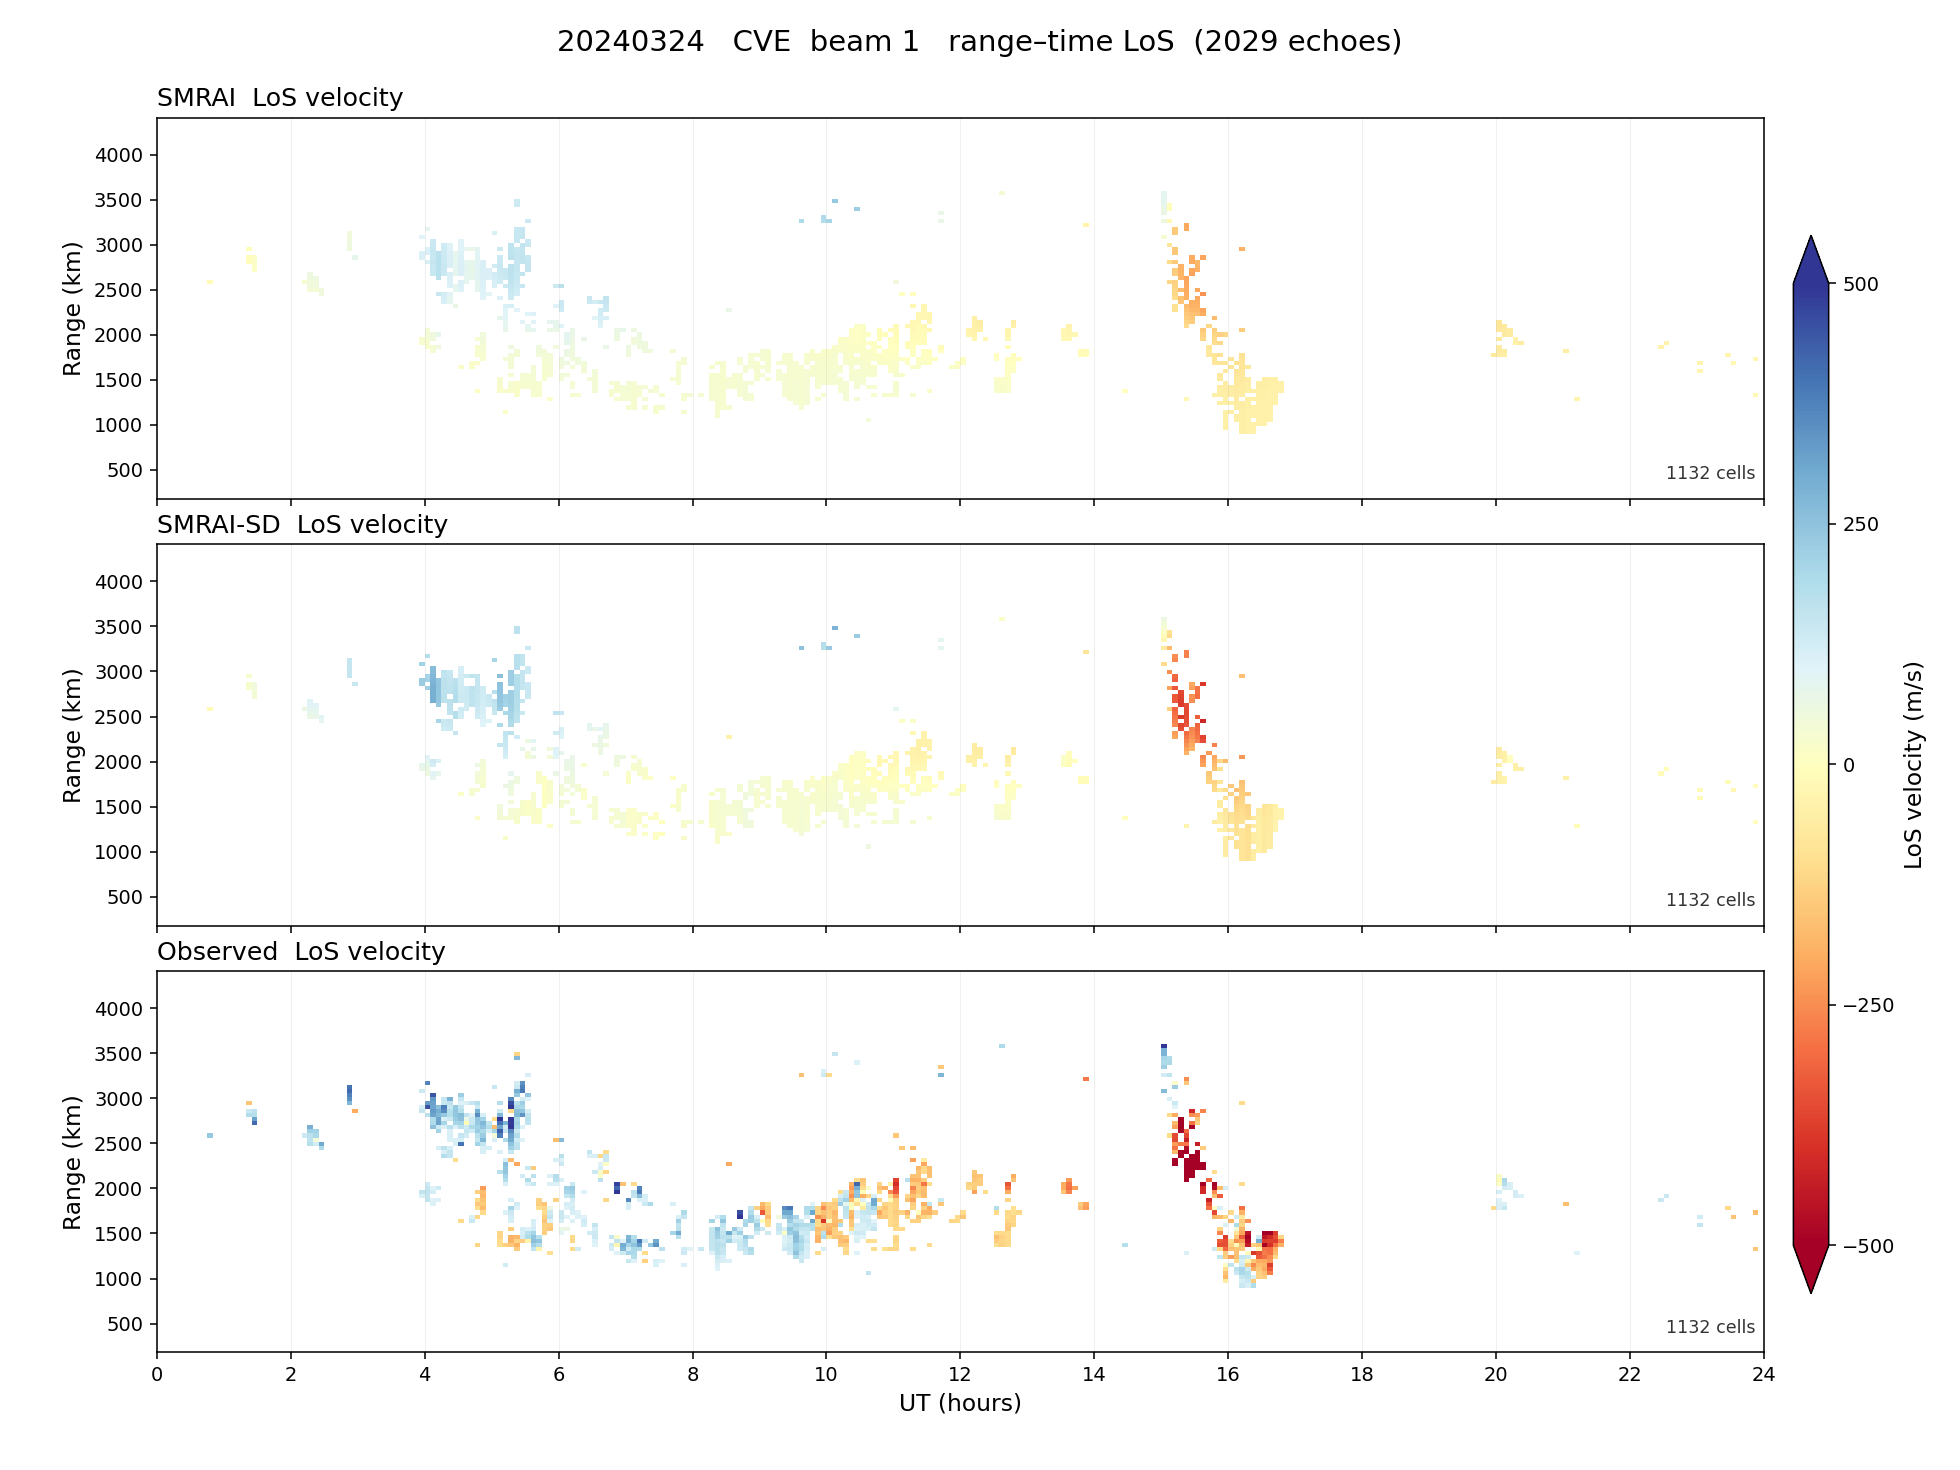 20240324   CVE  beam 1   range–time LoS  (2029 echoes)
SMRAI  LoS velocity
4000
3500
3000
2500
2000
1500
1000
500
Range (km)
1132 cells
SMRAI-SD  LoS velocity
4000
3500
3000
2500
2000
1500
1000
500
Range (km)
1132 cells
Observed  LoS velocity
4000
3500
3000
2500
2000
1500
1000
500
Range (km)
1132 cells
0 2 4 6 8 10 12 14 16 18 20 22 24
UT (hours)
500
250
0
−250
−500
LoS velocity (m/s)